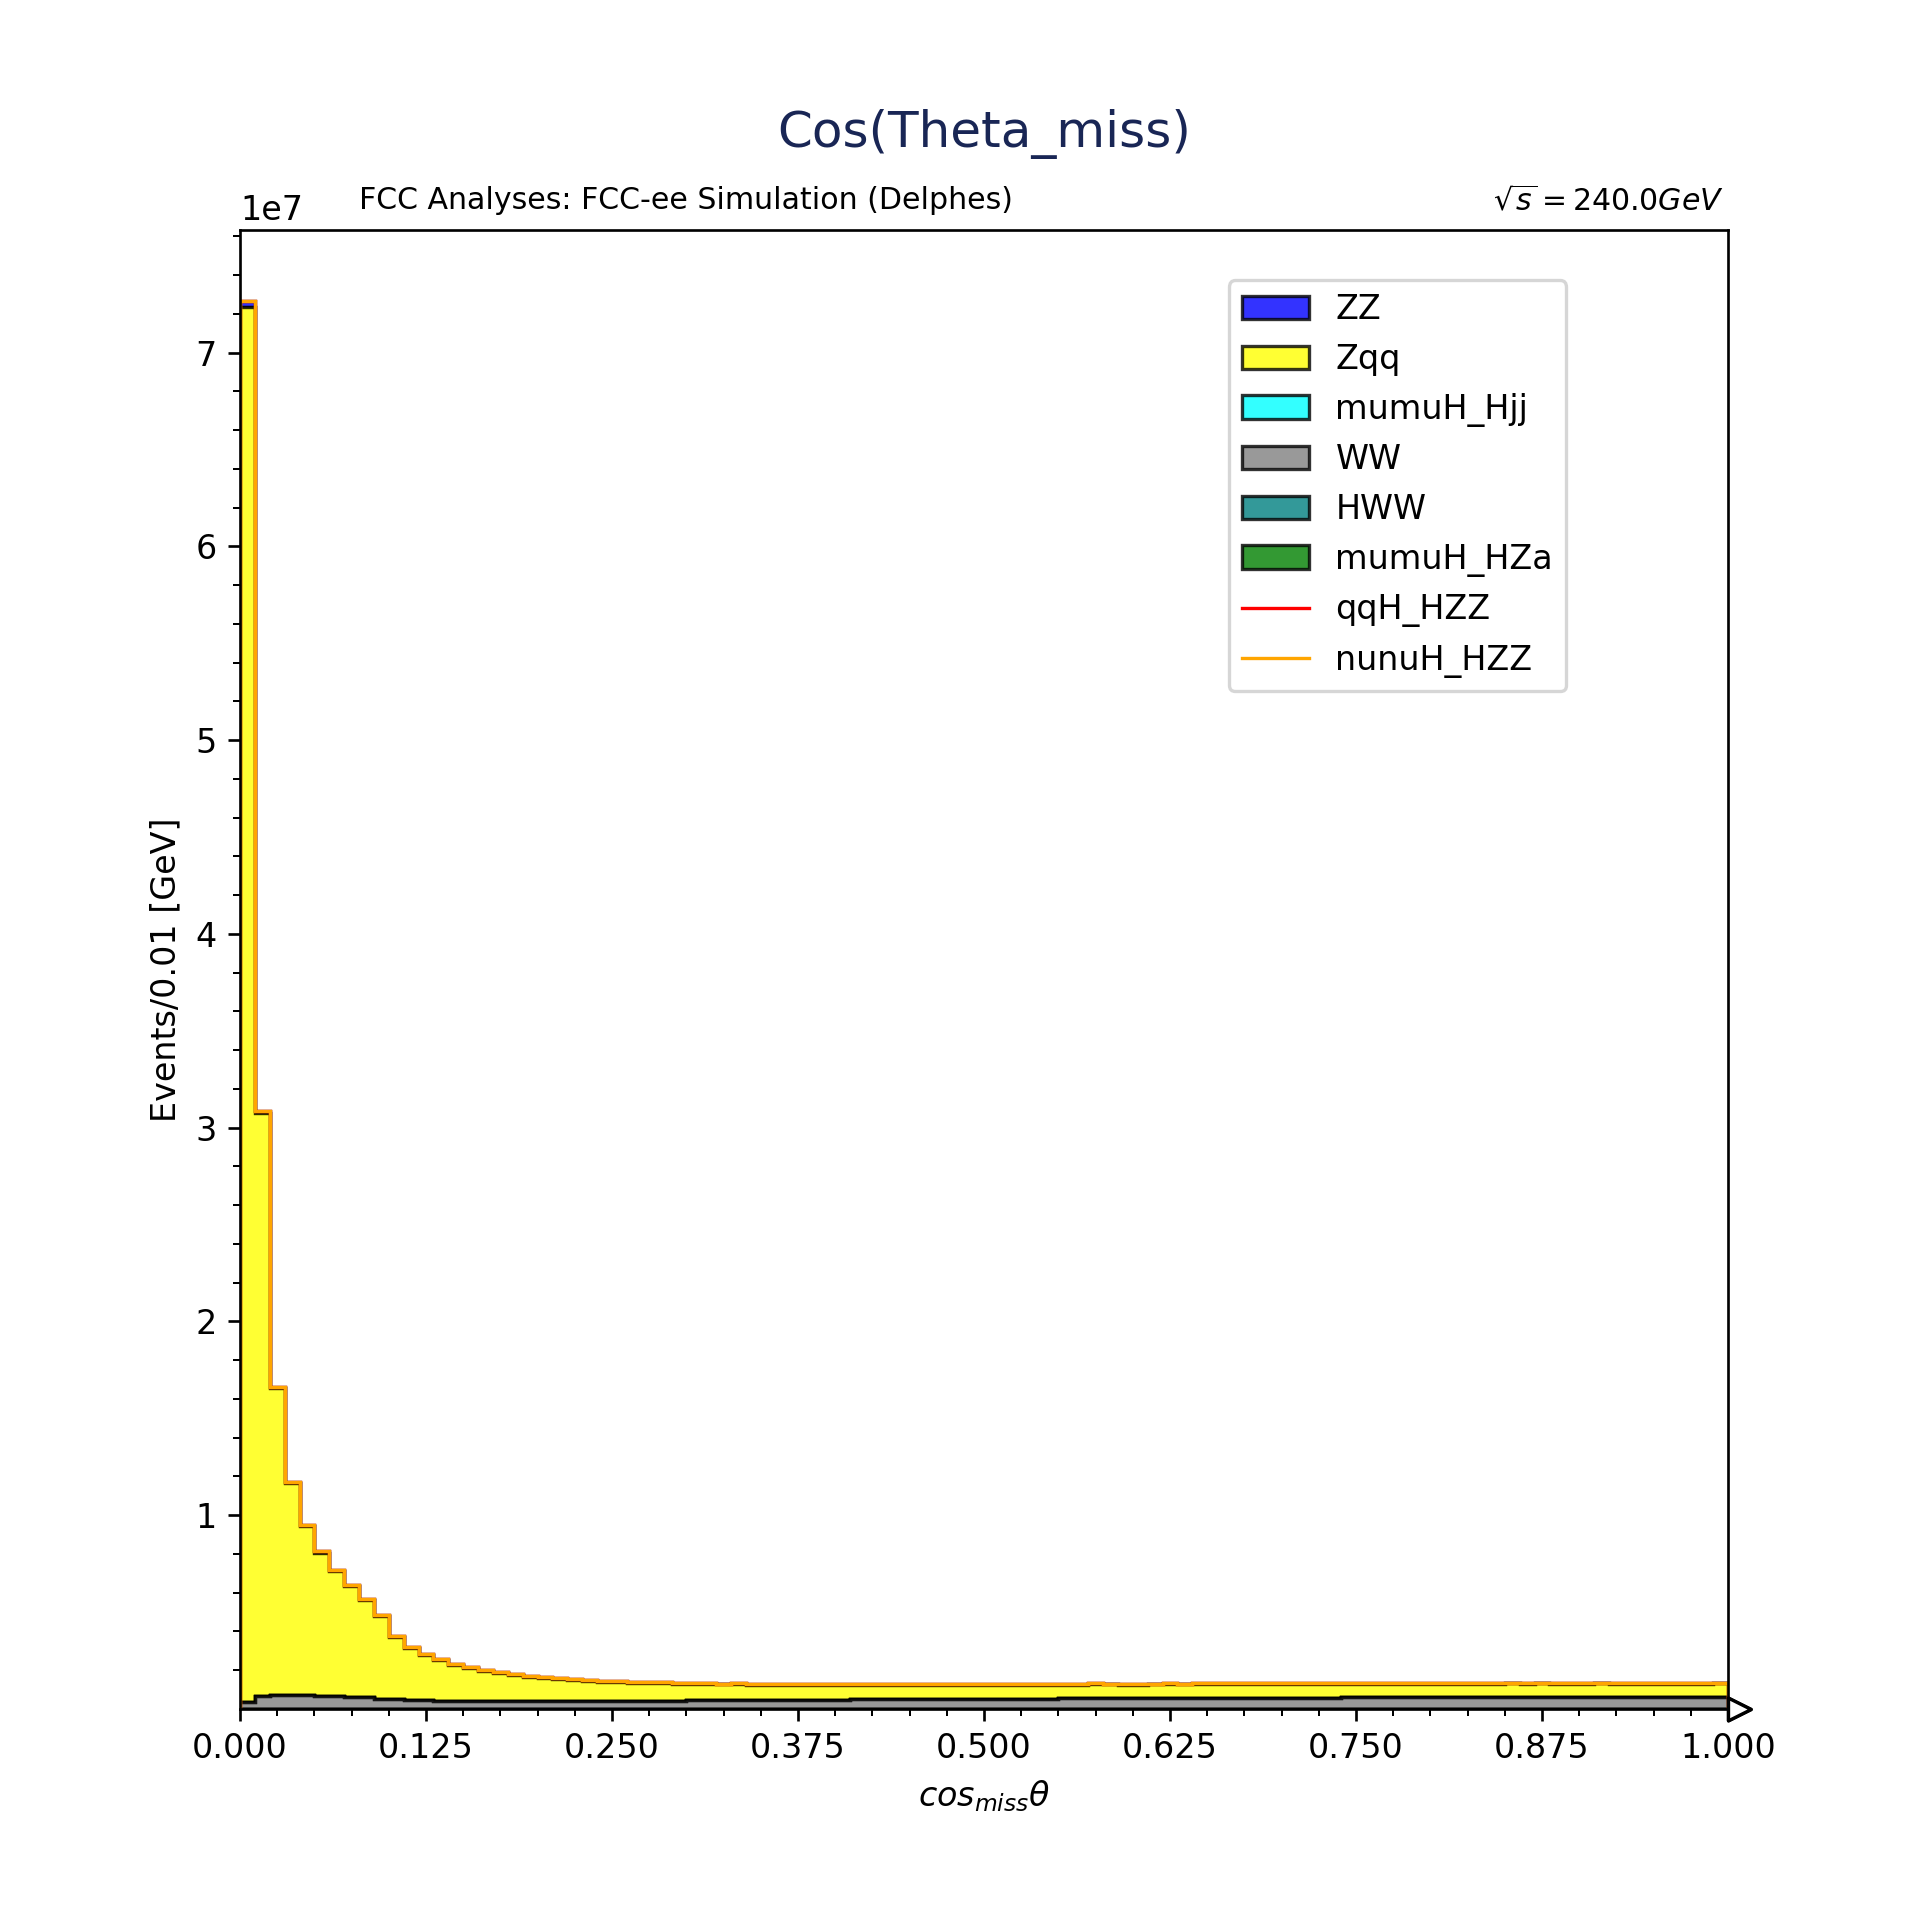 Cos(Theta_miss)
1e7 FCC Analyses: FCC-ee Simulation (Delphes) √s = 240.0GeV
ZZ
Zqq
mumuH_Hjj
WW
HWW
mumuH_HZa
qqH_HZZ
nunuH_HZZ
7
6
5
4
3
2
1
Events/0.01 [GeV]
0.000 0.125 0.250 0.375 0.500 0.625 0.750 0.875 1.000
cos_miss θ